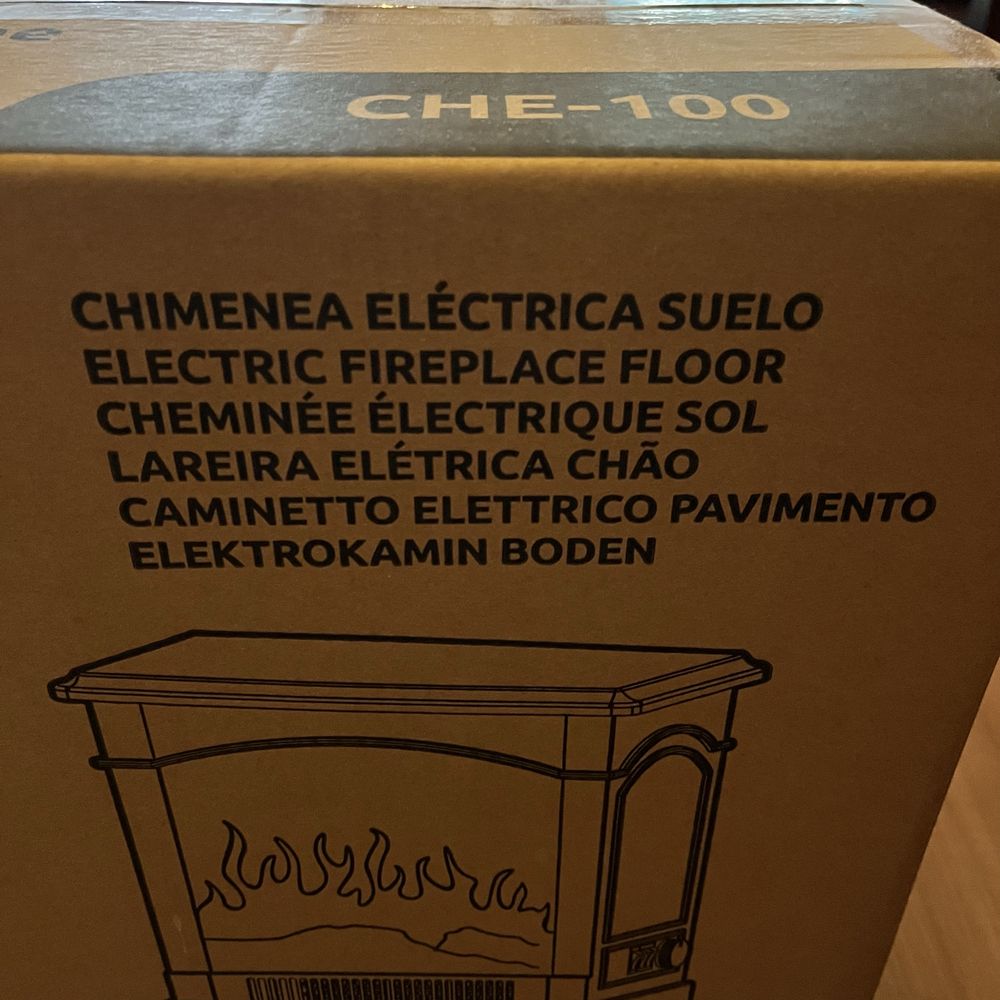 CHE-100
CHIMENEA ELÉCTRICA SUELO
ELECTRIC FIREPLACE FLOOR
CHEMINÉE ÉLECTRIQUE SOL
LAREIRA ELÉTRICA CHÃO
CAMINETTO ELETTRICO PAVIMENTO
ELEKTROKAMIN BODEN